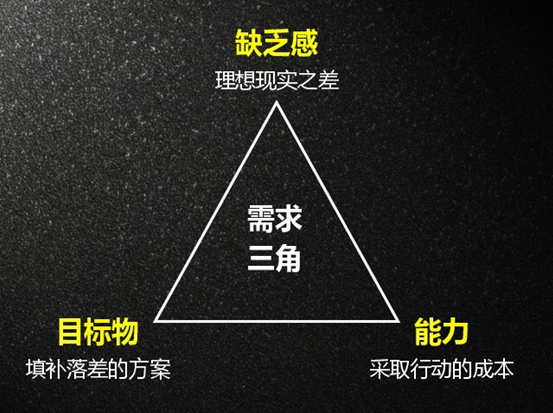 缺乏感
理想现实之差
需求
三角
目标物
填补落差的方案
能力
采取行动的成本